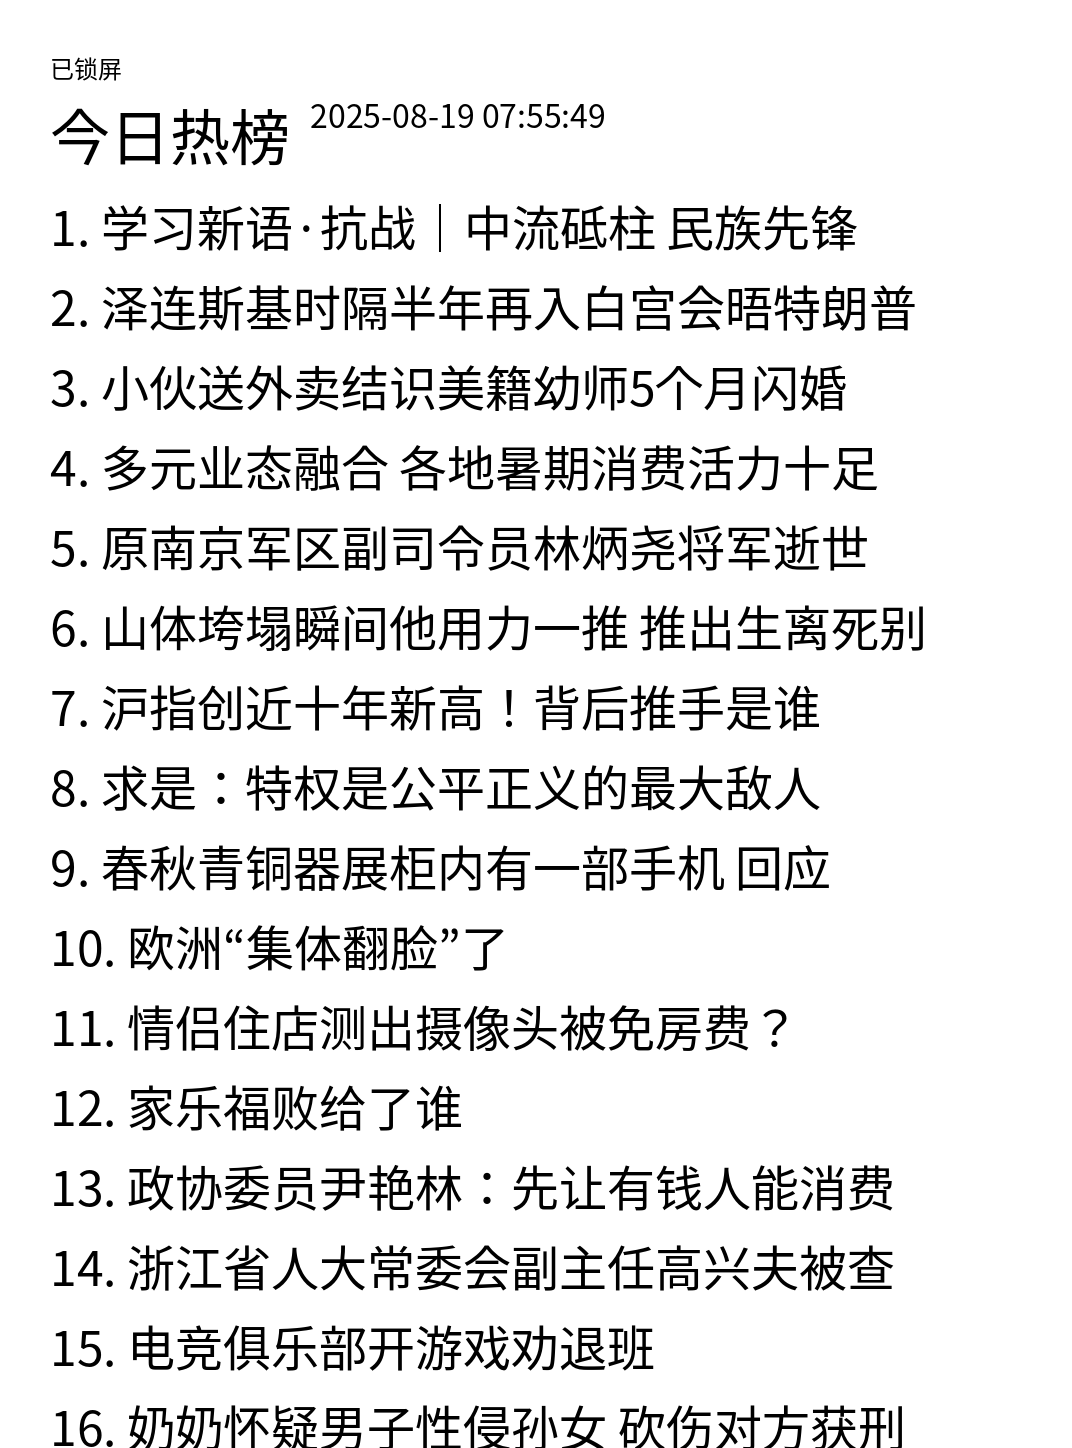 已锁屏
今日热榜 2025-08-19 07:55:49
1. 学习新语·抗战｜中流砥柱 民族先锋
2. 泽连斯基时隔半年再入白宫会晤特朗普
3. 小伙送外卖结识美籍幼师5个月闪婚
4. 多元业态融合 各地暑期消费活力十足
5. 原南京军区副司令员林炳尧将军逝世
6. 山体垮塌瞬间他用力一推 推出生离死别
7. 沪指创近十年新高！背后推手是谁
8. 求是：特权是公平正义的最大敌人
9. 春秋青铜器展柜内有一部手机 回应
10. 欧洲“集体翻脸”了
11. 情侣住店测出摄像头被免房费？
12. 家乐福败给了谁
13. 政协委员尹艳林：先让有钱人能消费
14. 浙江省人大常委会副主任高兴夫被查
15. 电竞俱乐部开游戏劝退班
16. 奶奶怀疑男子性侵孙女 砍伤对方获刑